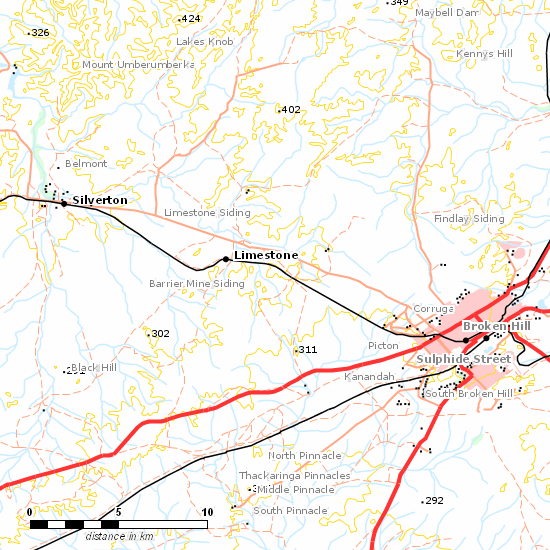 349
Maybell Dam
424
326
Lakes Knob
Kennys Hill
Mount Umberumberka
402
Belmont
Silverton
Limestone Siding
Findlay Siding
Limestone
Barrier Mine Siding
Corruga
Broken Hill
302
311
Picton
Sulphide Street
Black Hill
Kanandah
South Broken Hill
North Pinnacle
Thackaringa Pinnacles
Middle Pinnacle
292
South Pinnacle
0 5 10
distance in km